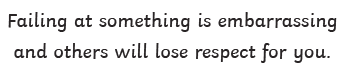 Failing at something is embarrassing
and others will lose respect for you.